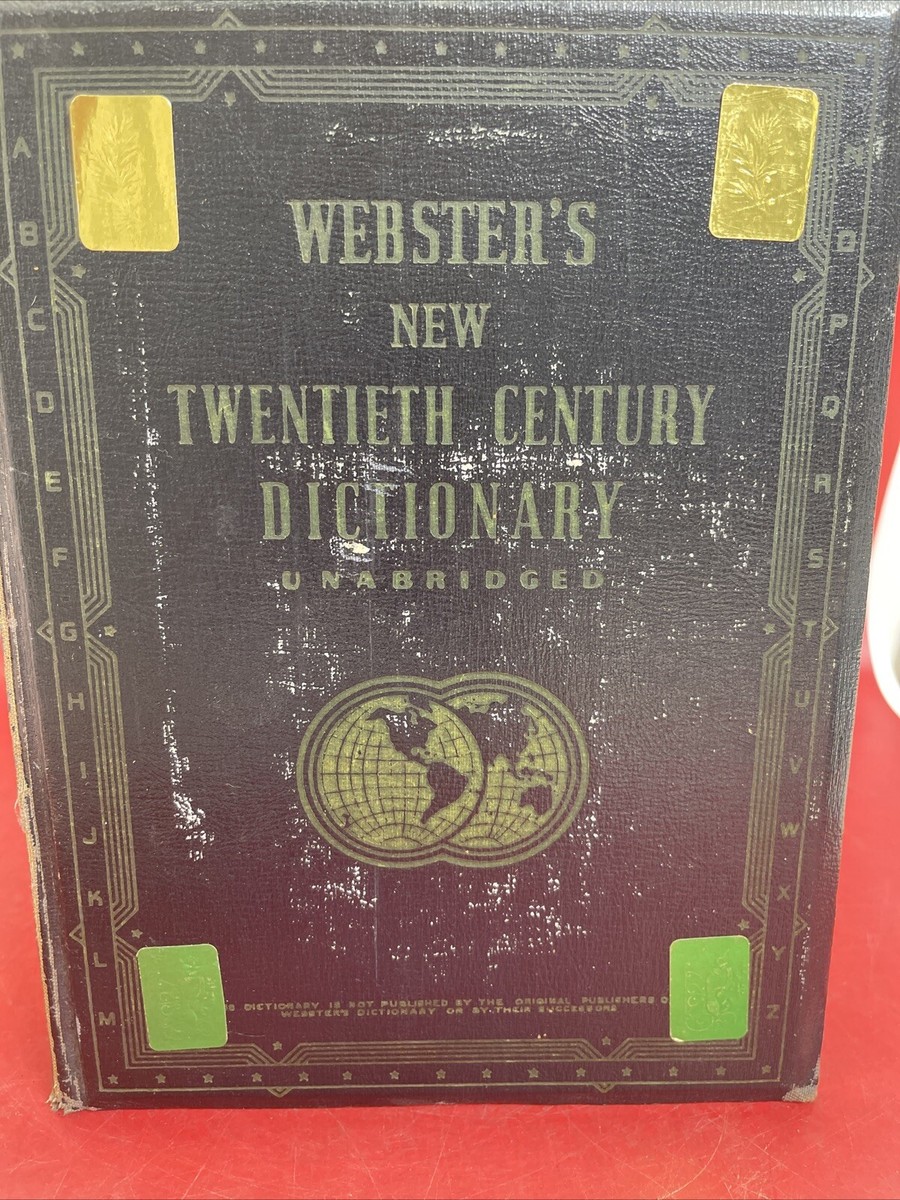 WEBSTER'S
NEW
TWENTIETH CENTURY
DICTIONARY
UNABRIDGED
DICTIONARY IS NOT PUBLISHED BY THE ORIGINAL PUBLISHERS
WEBSTER'S DICTIONARY OR BY THEIR SUCCESSORS
A
B
C
D
E
F
G
H
I
J
K
L
M
N
O
P
Q
R
S
T
U
V
W
X
Y
Z